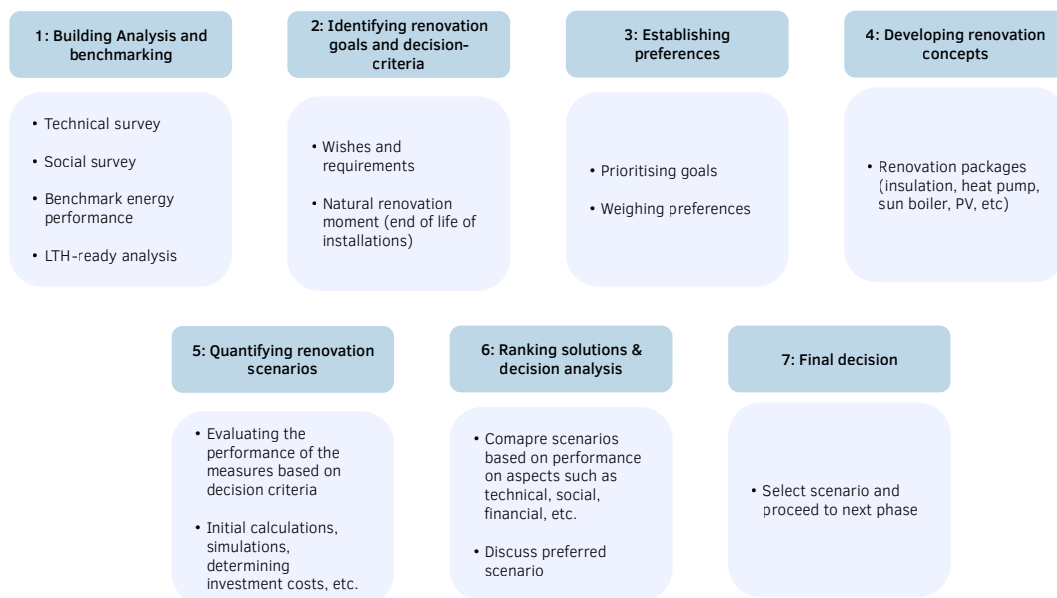 1: Building Analysis and
benchmarking
• Technical survey
• Social survey
• Benchmark energy
performance
• LTH-ready analysis
2: Identifying renovation
goals and decision-
criteria
• Wishes and
requirements
• Natural renovation
moment (end of life of
installations)
3: Establishing
preferences
• Prioritising goals
• Weighing preferences
4: Developing renovation
concepts
• Renovation packages
(insulation, heat pump,
sun boiler, PV, etc)
5: Quantifying renovation
scenarios
• Evaluating the
performance of the
measures based on
decision criteria
• Initial calculations,
simulations,
determining
investment costs, etc.
6: Ranking solutions &
decision analysis
• Comapre scenarios
based on performance
on aspects such as
technical, social,
financial, etc.
• Discuss preferred
scenario
7: Final decision
• Select scenario and
proceed to next phase